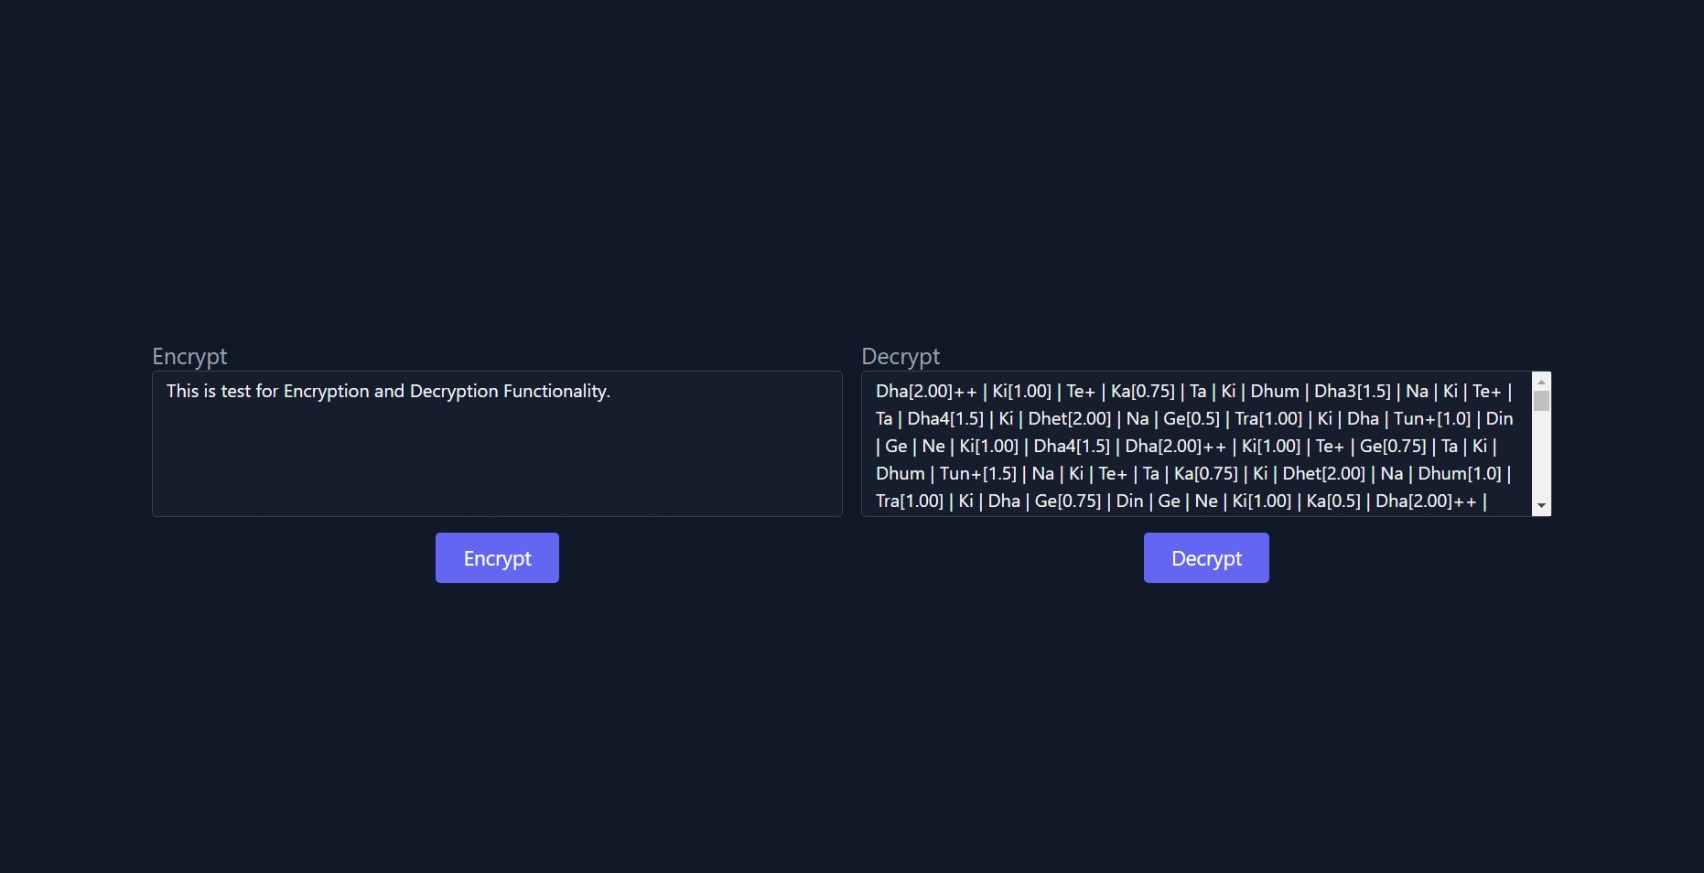 Encrypt
This is test for Encryption and Decryption Functionality.
Encrypt
Decrypt
Dha[2.00]++ | Ki[1.00] | Te+ | Ka[0.75] | Ta | Ki | Dhum | Dha3[1.5] | Na | Ki | Te+ |
Ta | Dha4[1.5] | Ki | Dhet[2.00] | Na | Ge[0.5] | Tra[1.00] | Ki | Dha | Tun+[1.0] | Din
| Ge | Ne | Ki[1.00] | Dha4[1.5] | Dha[2.00]++ | Ki[1.00] | Te+ | Ge[0.75] | Ta | Ki |
Dhum | Tun+[1.5] | Na | Ki | Te+ | Ta | Ka[0.75] | Ki | Dhet[2.00] | Na | Dhum[1.0] |
Tra[1.00] | Ki | Dha | Ge[0.75] | Din | Ge | Ne | Ki[1.00] | Ka[0.5] | Dha[2.00]++ |
Decrypt